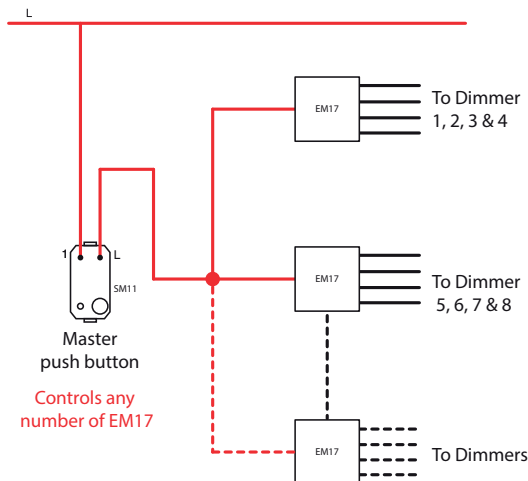 L
EM17
To Dimmer
1, 2, 3 & 4
1
L
SM11
EM17
To Dimmer
5, 6, 7 & 8
Master
push button
Controls any
number of EM17
EM17
To Dimmers